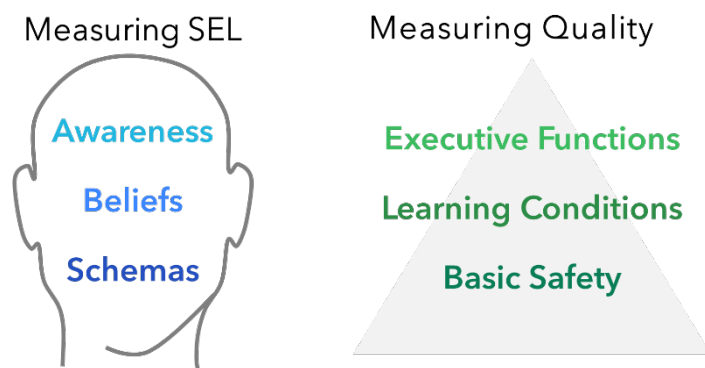 Measuring SEL
Awareness
Beliefs
Schemas
Measuring Quality
Executive Functions
Learning Conditions
Basic Safety